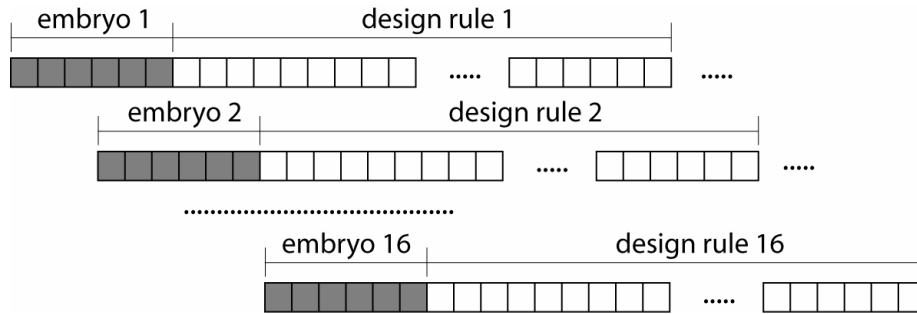 embryo 1 design rule 1
..... .....
embryo 2 design rule 2
..... .....
embryo 16 design rule 16
.....